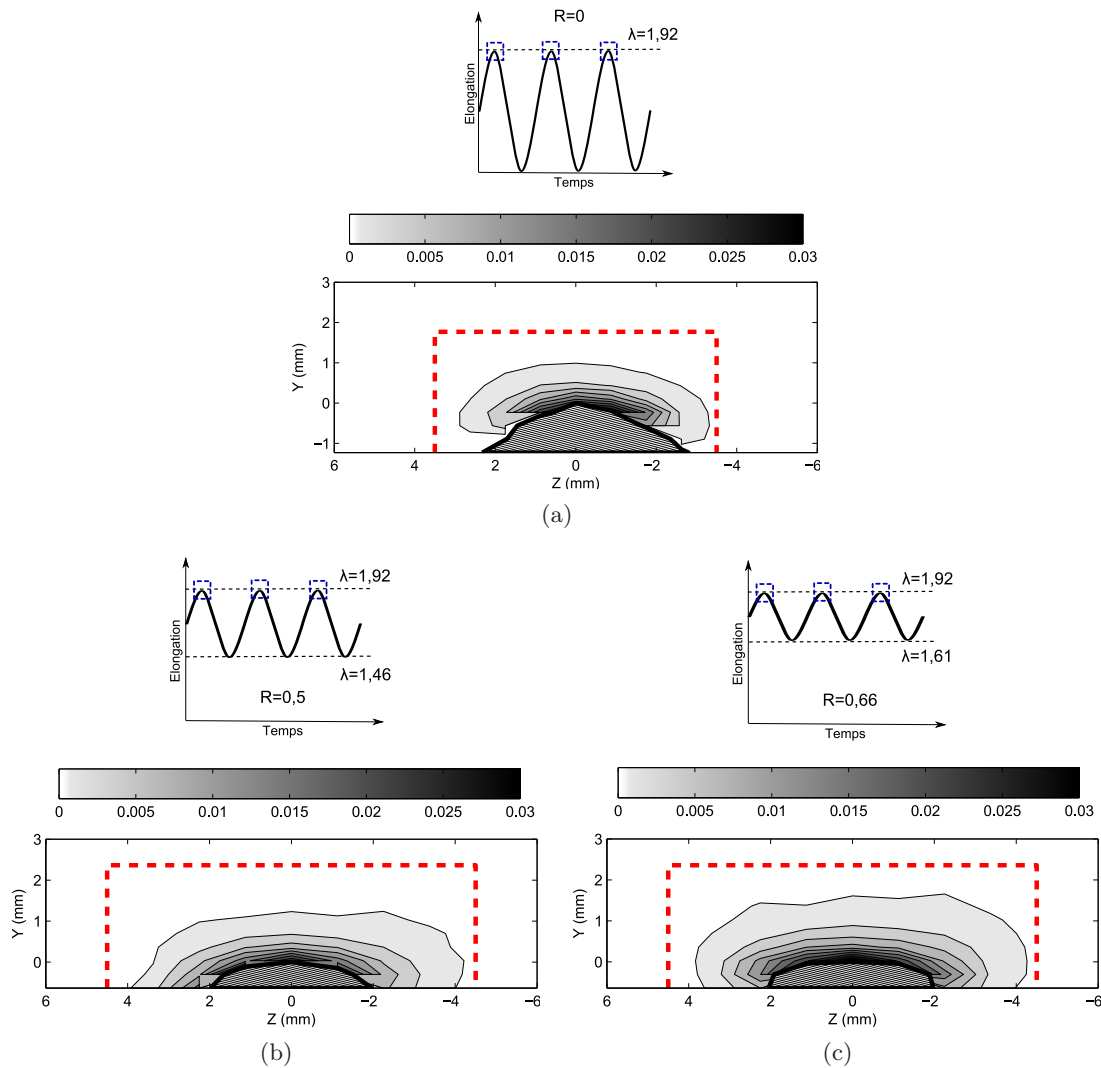 R=0
λ=1,92
Elongation
Temps
0 0.005 0.01 0.015 0.02 0.025 0.03
3
2
1
0
−1
Y (mm)
6 4 2 0 −2 −4 −6
Z (mm)
(a)
λ=1,92
Elongation
λ=1,46
R=0,5
Temps
0 0.005 0.01 0.015 0.02 0.025 0.03
3
2
1
0
Y (mm)
6 4 2 0 −2 −4 −6
Z (mm)
(b)
λ=1,92
Elongation
λ=1,61
R=0,66
Temps
0 0.005 0.01 0.015 0.02 0.025 0.03
3
2
1
0
Y (mm)
6 4 2 0 −2 −4 −6
Z (mm)
(c)